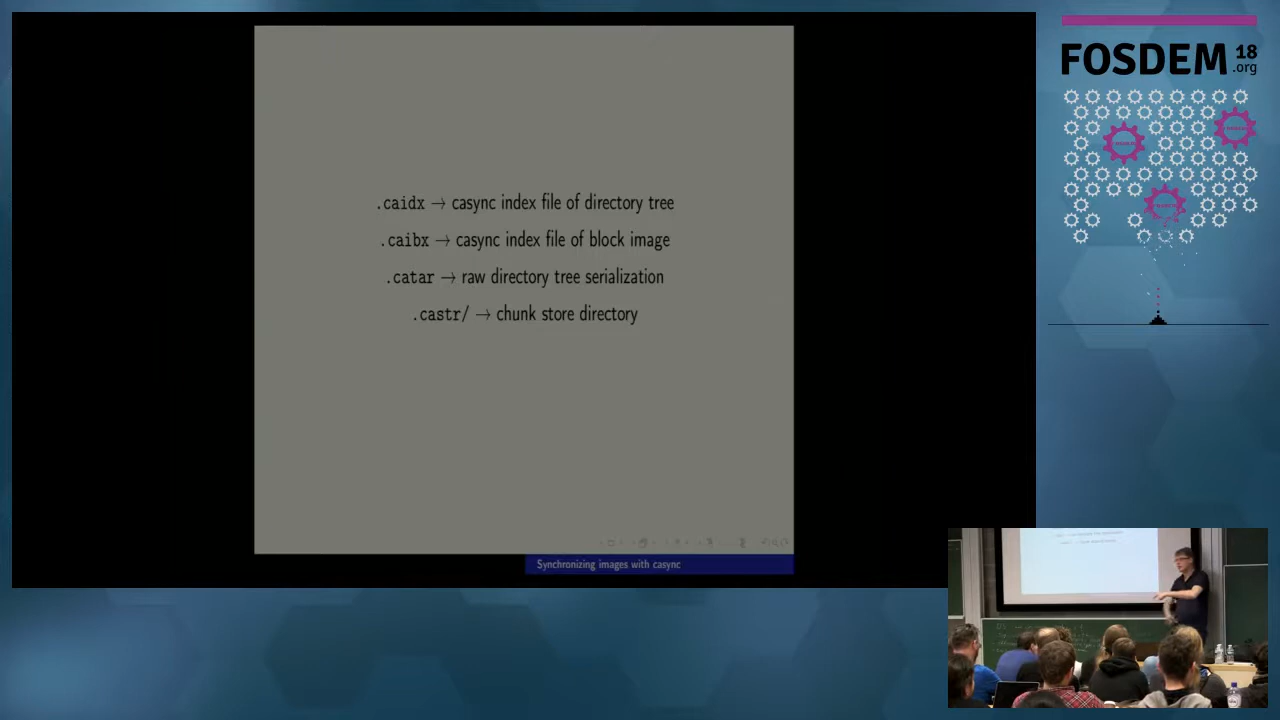 .caidx → casync index file of directory tree
.caibx → casync index file of block image
.catar → raw directory tree serialization
.castr/ → chunk store directory
Synchronizing images with casync
FOSDEM 18
.org